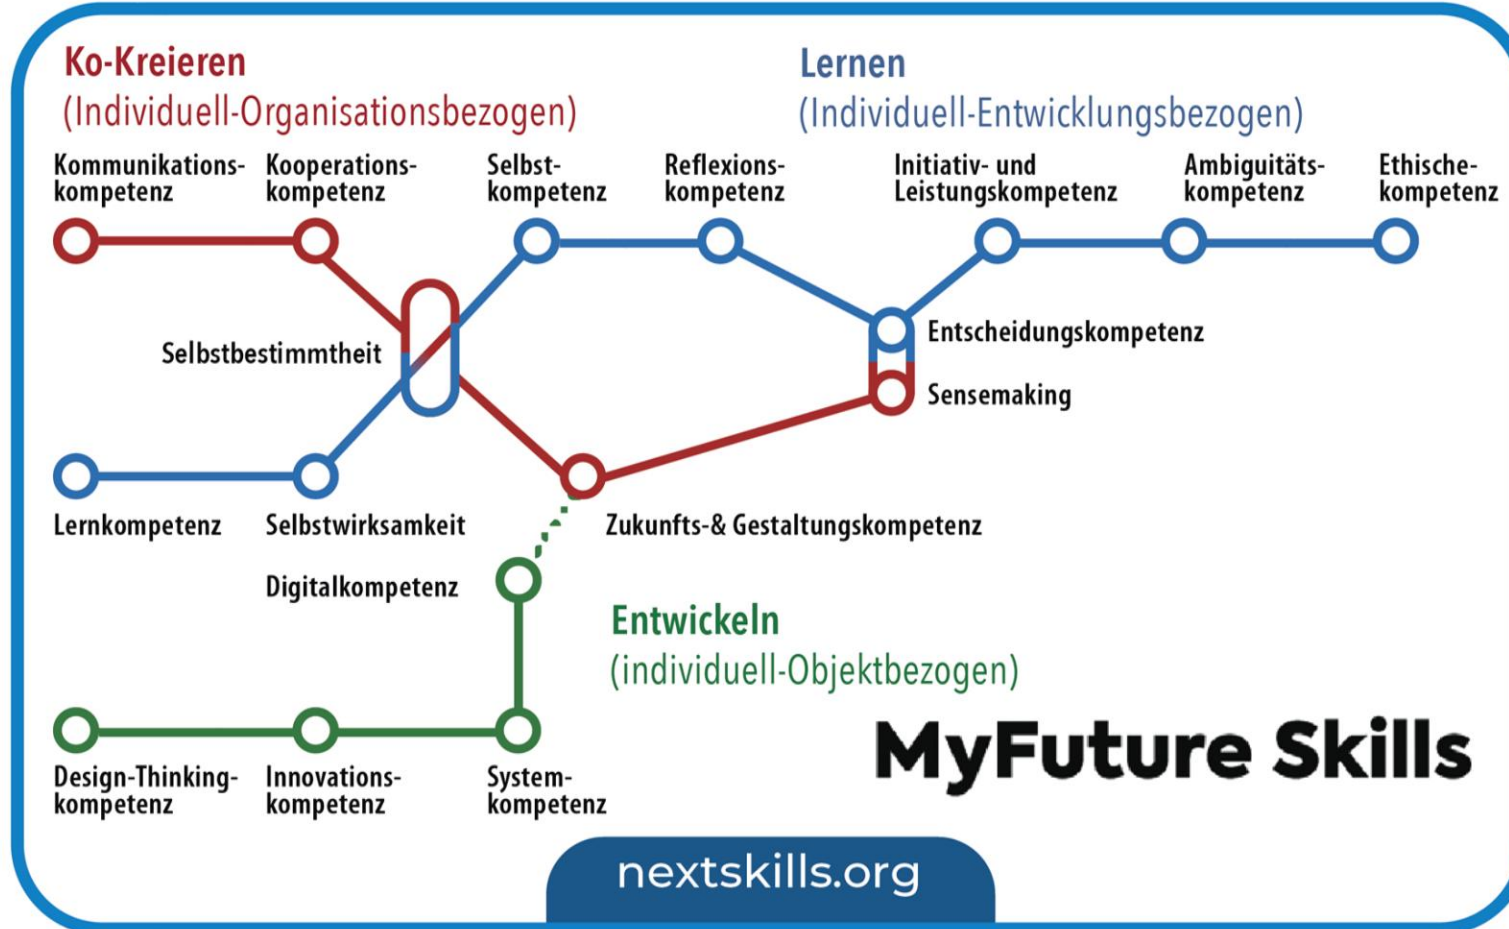 Ko-Kreieren
(Individuell-Organisationsbezogen)
Lernen
(Individuell-Entwicklungsbezogen)
Kommunikations-
kompetenz
Kooperations-
kompetenz
Selbst-
kompetenz
Reflexions-
kompetenz
Initiativ- und
Leistungskompetenz
Ambiguitäts-
kompetenz
Ethische-
kompetenz
Selbstbestimmtheit
Entscheidungskompetenz
Sensemaking
Lernkompetenz
Selbstwirksamkeit
Zukunfts-& Gestaltungskompetenz
Digitalkompetenz
Entwickeln
(individuell-Objektbezogen)
Design-Thinking-
kompetenz
Innovations-
kompetenz
System-
kompetenz
MyFuture Skills
nextskills.org